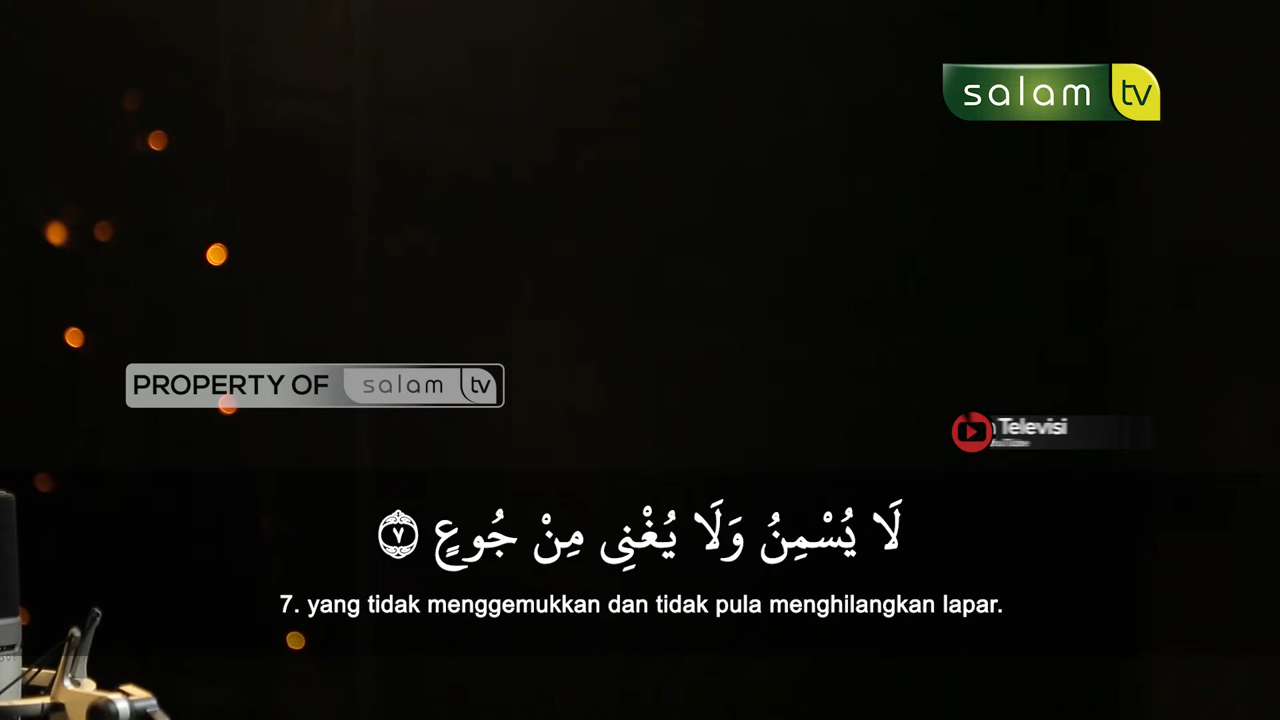 salam tv
PROPERTY OF salam tv
Televisi
لَا يُسْمِنُ وَلَا يُغْنِى مِنْ جُوعٍ ٧
7. yang tidak menggemukkan dan tidak pula menghilangkan lapar.